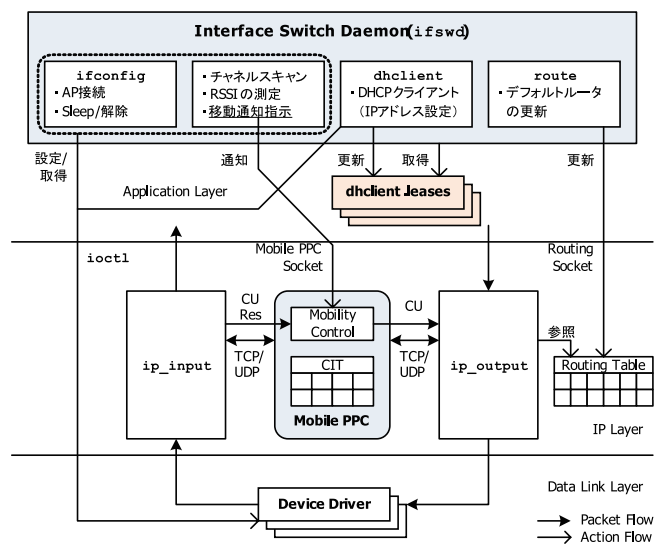 Interface Switch Daemon(ifswd)
ifconfig
・AP接続
・Sleep/解除
・チャネルスキャン
・RSSIの測定
・移動通知指示
dhclient
・DHCPクライアント
（IPアドレス設定）
route
・デフォルトルータ
の更新
設定/
取得
通知
更新
取得
更新
Application Layer
dhclient.leases
ioctl
Mobile PPC
Socket
Routing
Socket
ip_input
CU
Res
TCP/
UDP
Mobility
Control
CIT
Mobile PPC
CU
TCP/
UDP
ip_output
参照
Routing Table
IP Layer
Device Driver
Data Link Layer
Packet Flow
Action Flow